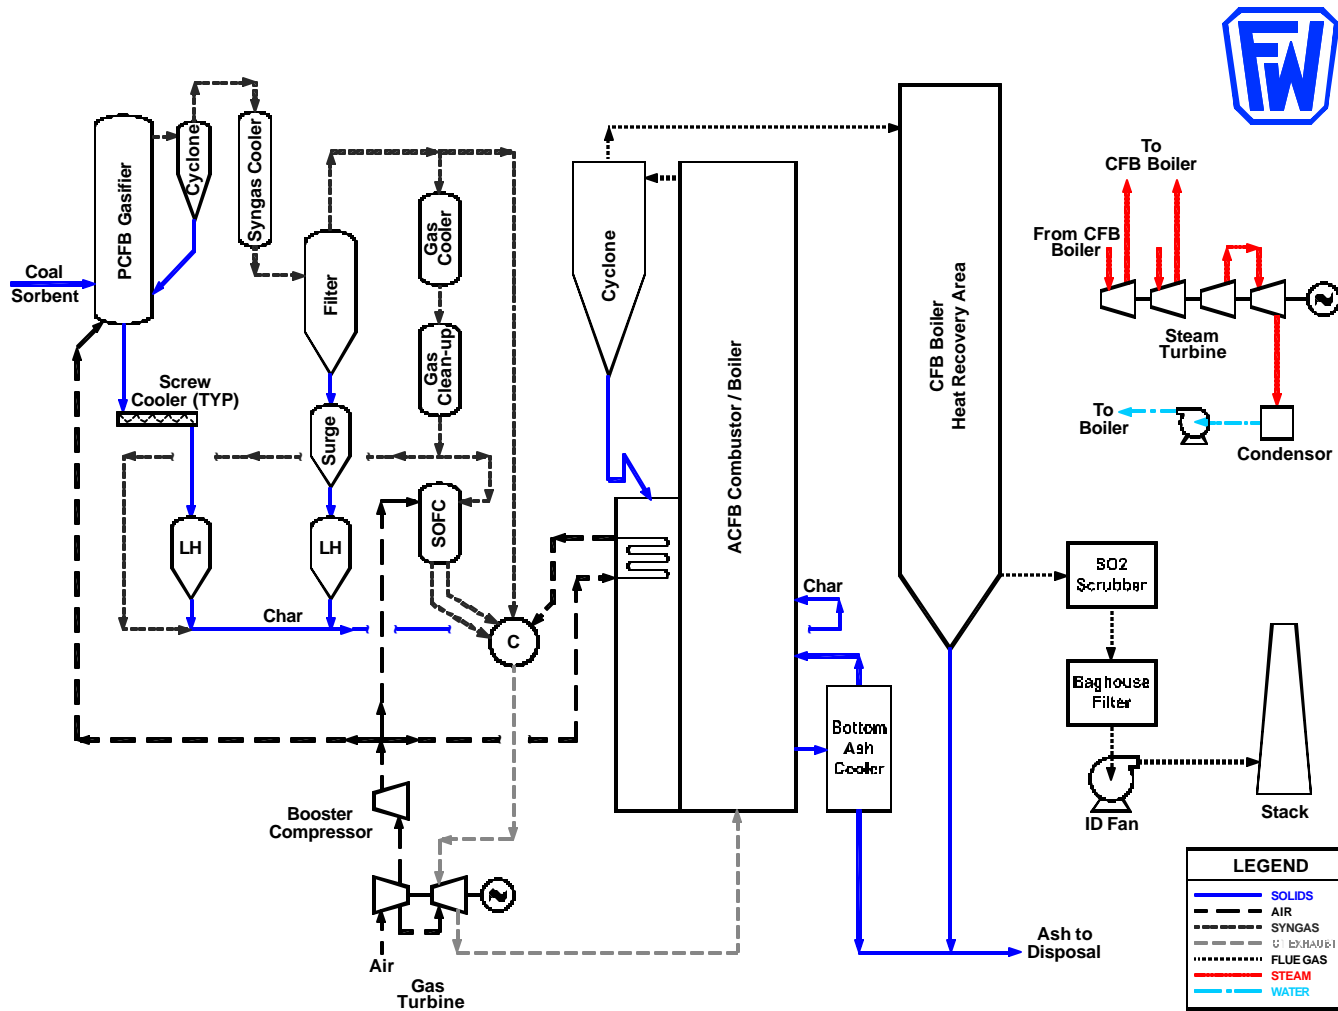 FW
To
CFB Boiler
From CFB
Boiler
Steam
Turbine
To
Boiler
Condensor
Coal
Sorbent
PCFB Gasifier
Cyclone
Syngas Cooler
Filter
Gas
Cooler
Gas
Clean-up
Screw
Cooler (TYP)
Surge
SOFC
LH
LH
Char
C
Cyclone
ACFB Combustor / Boiler
CFB Boiler
Heat Recovery Area
Char
Bottom
Ash
Cooler
SO2
Scrubber
Baghouse
Filter
ID Fan
Stack
Booster
Compressor
Air
Gas
Turbine
Ash to
Disposal
LEGEND
SOLIDS
AIR
SYNGAS
EXHAUST
FLUE GAS
STEAM
WATER